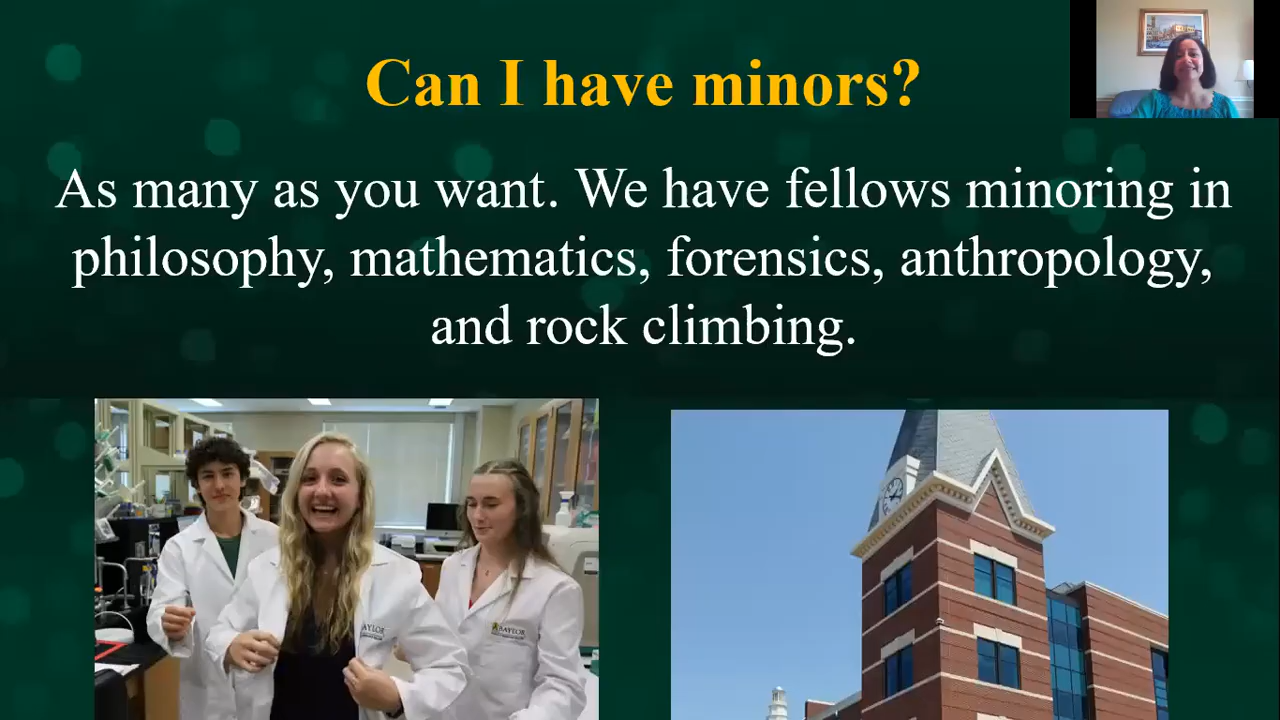 Can I have minors?
As many as you want. We have fellows minoring in
philosophy, mathematics, forensics, anthropology,
and rock climbing.
BAYLOR
BAYLOR